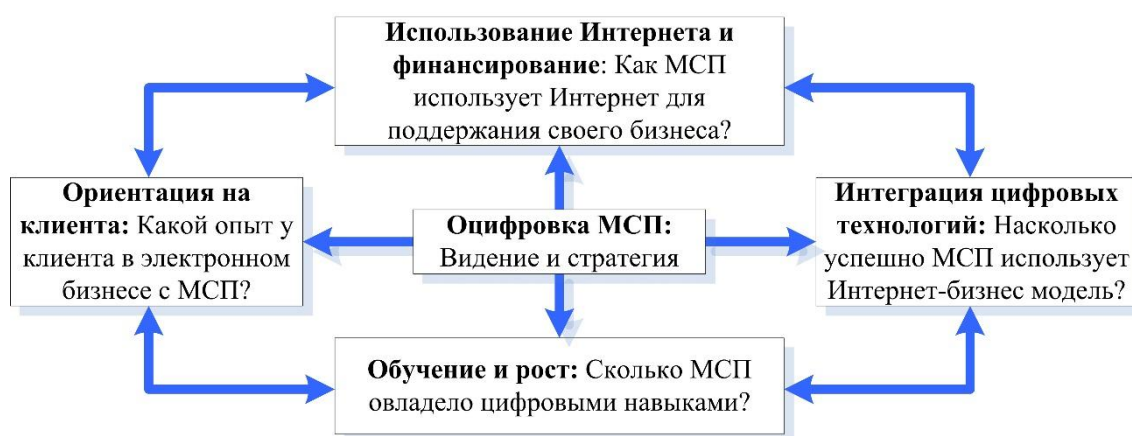 Использование Интернета и
финансирование: Как МСП
использует Интернет для
поддержания своего бизнеса?
Ориентация на
клиента: Какой опыт у
клиента в электронном
бизнесе с МСП?
Оцифровка МСП:
Видение и стратегия
Интеграция цифровых
технологий: Насколько
успешно МСП использует
Интернет-бизнес модель?
Обучение и рост: Сколько МСП
овладело цифровыми навыками?